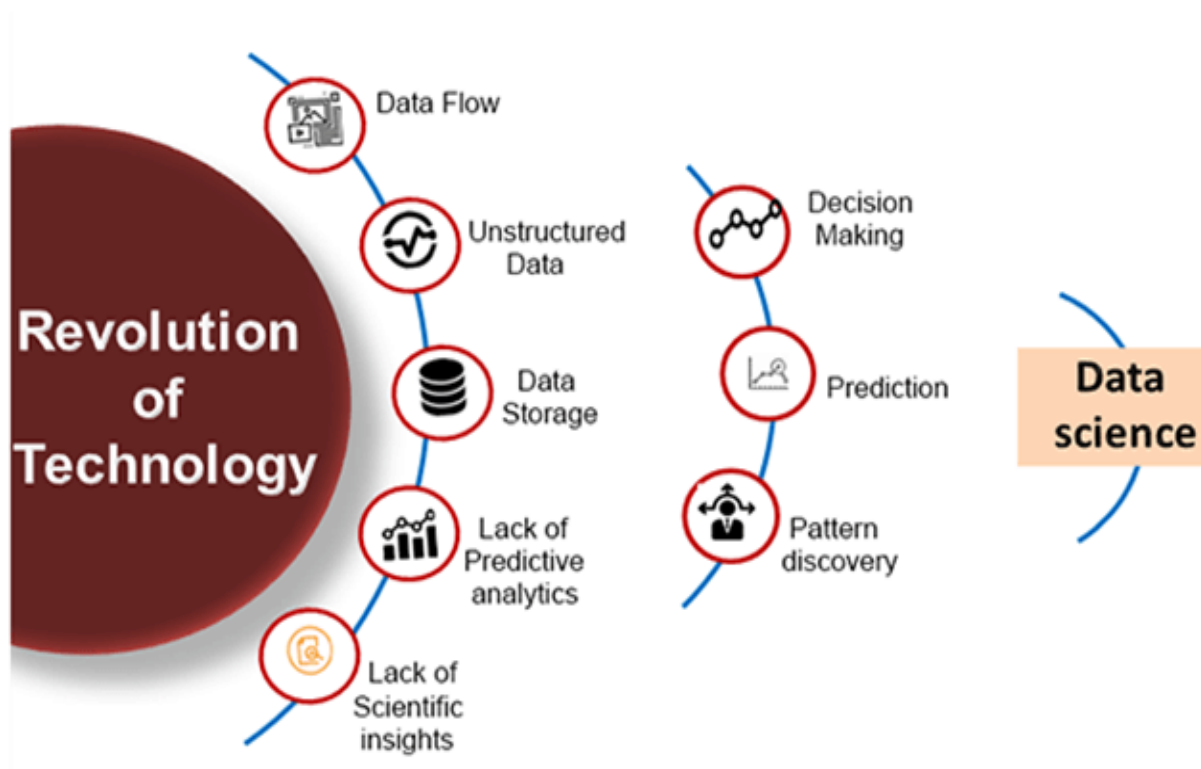 Revolution
of
Technology
Data Flow
Unstructured
Data
Data
Storage
Lack of
Predictive
analytics
Lack of
Scientific
insights
Decision
Making
Prediction
Pattern
discovery
Data
science